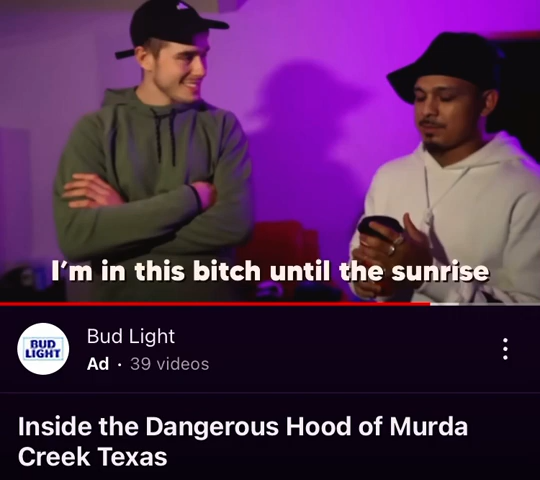 I'm in this bitch until the sunrise
BUD
LIGHT
Bud Light
Ad · 39 videos
Inside the Dangerous Hood of Murda
Creek Texas